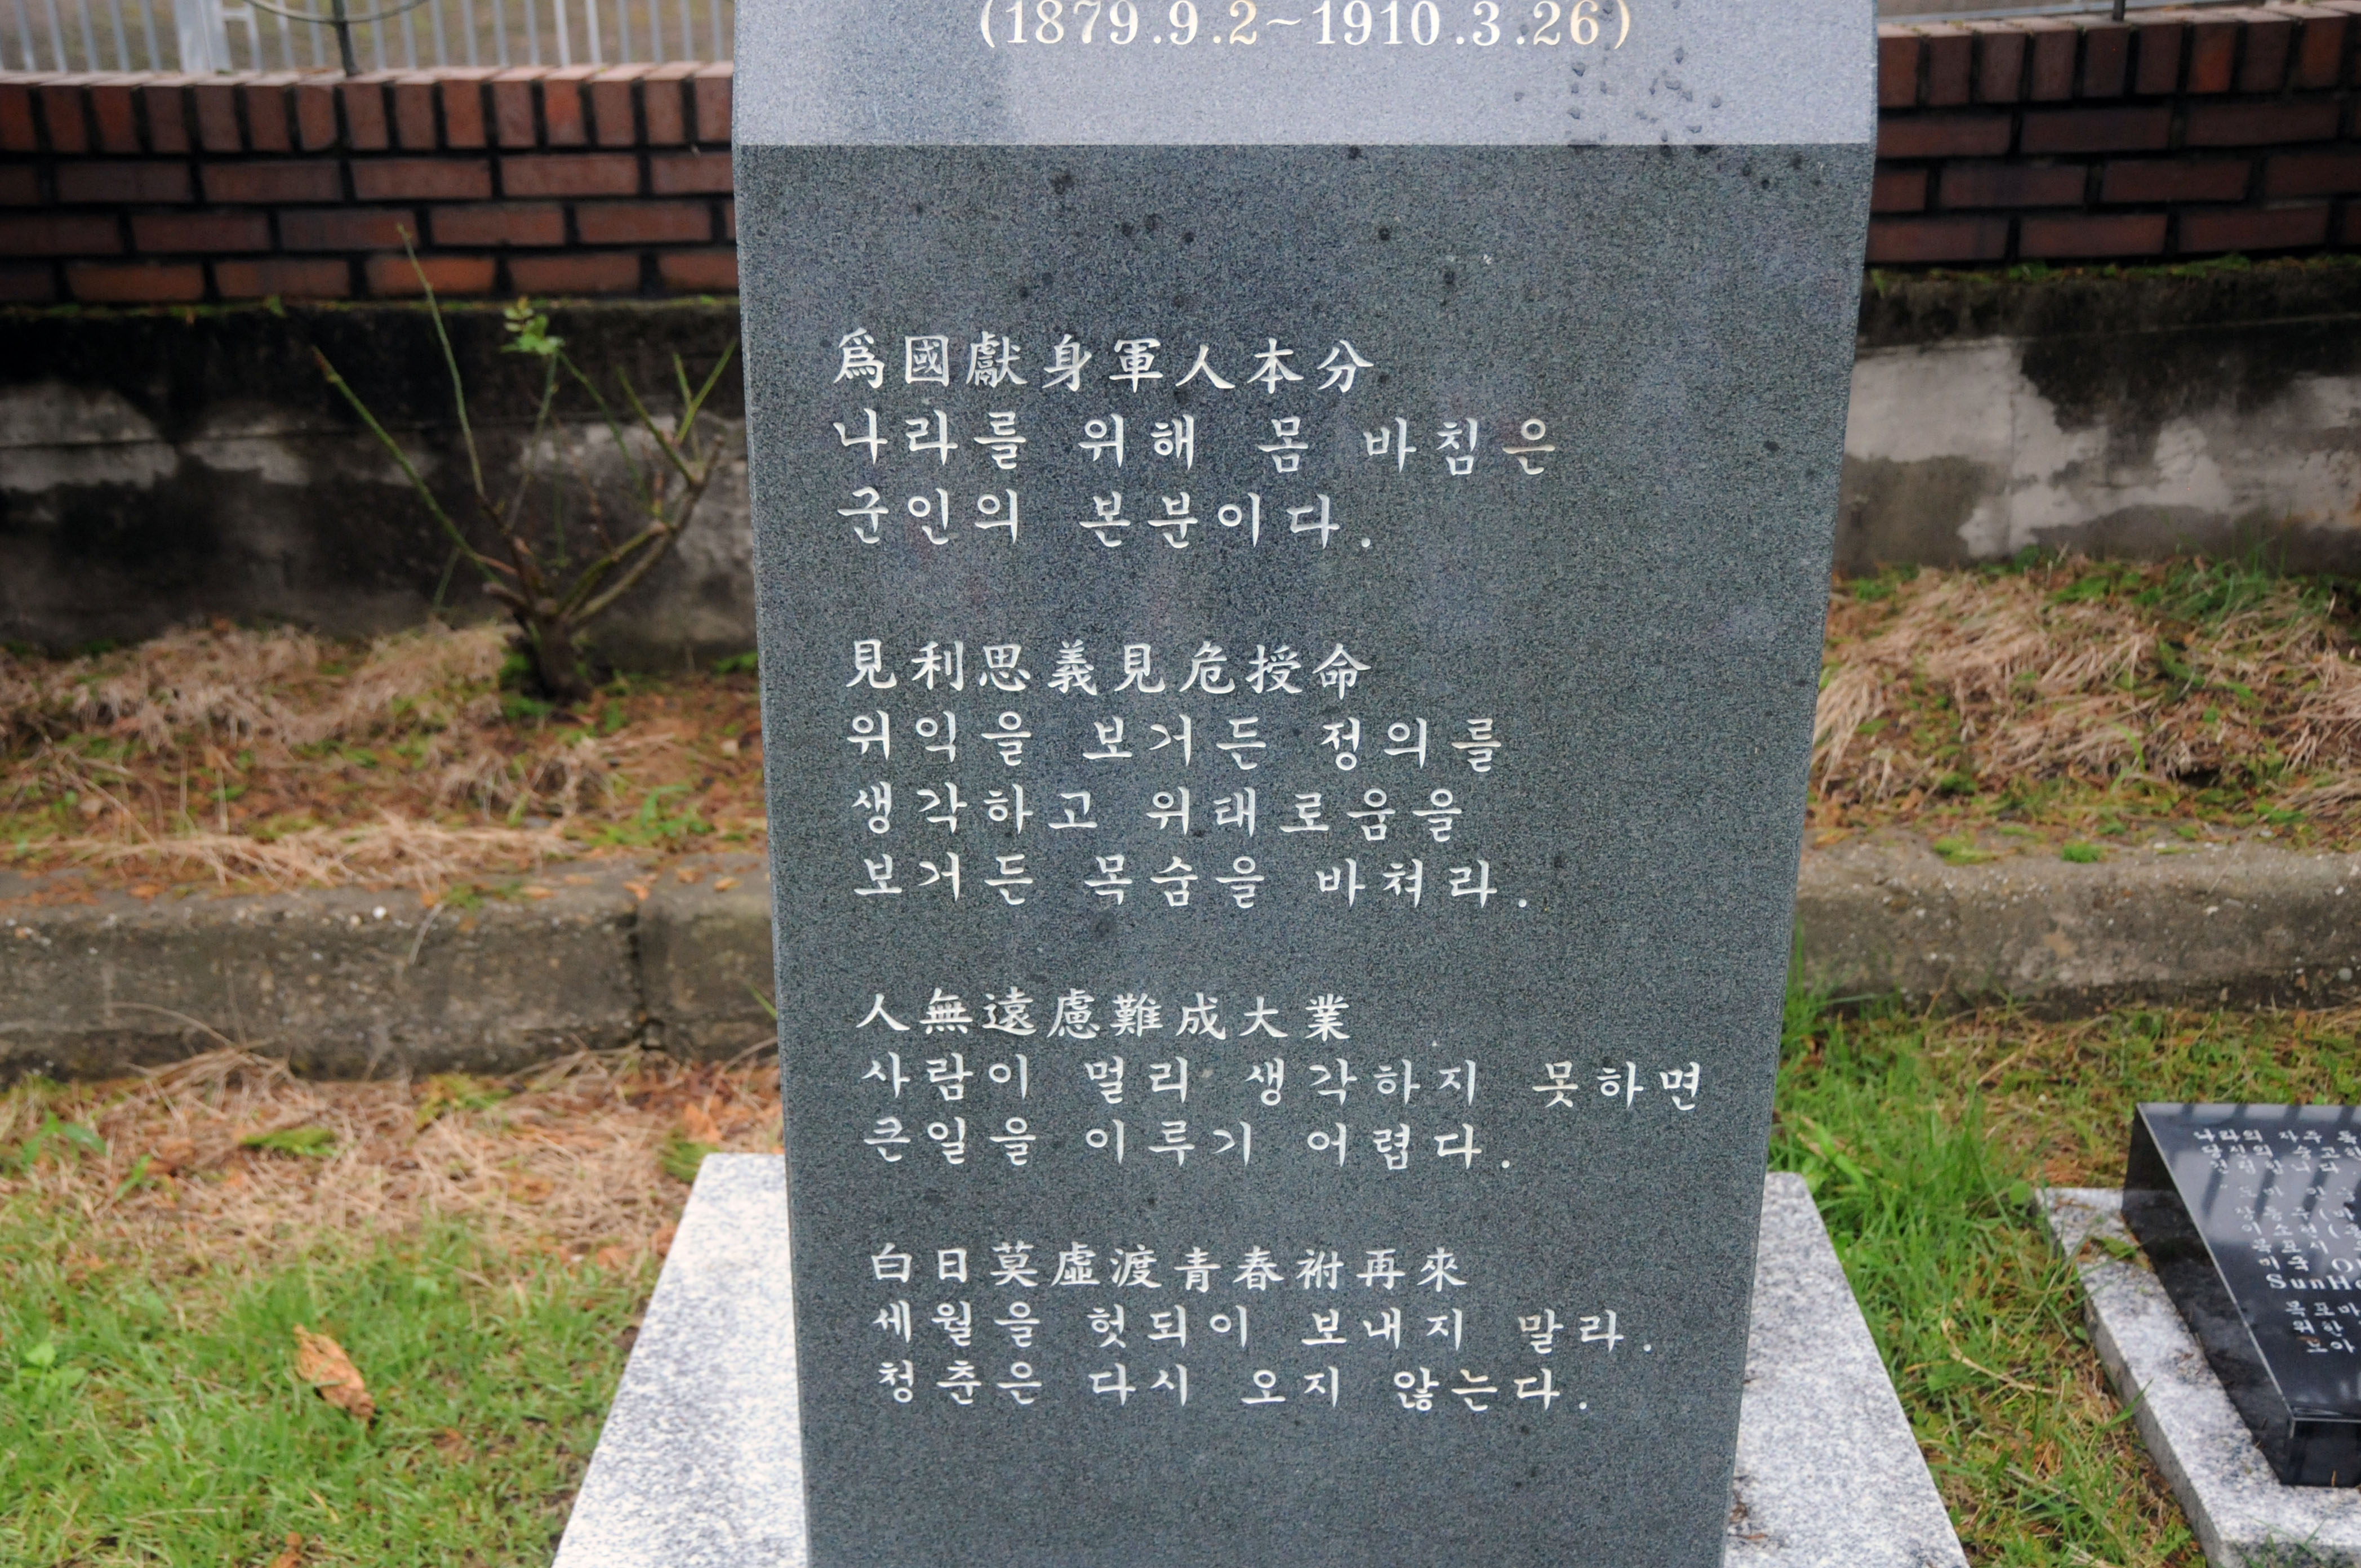 (1879.9.2~1910.3.26)
爲國獻身軍人本分
나라를 위해 몸 바침은
군인의 본분이다.
見利思義見危授命
위익을 보거든 정의를
생각하고 위태로움을
보거든 목숨을 바쳐라.
人無遠慮難成大業
사람이 멀리 생각하지 못하면
큰일을 이루기 어렵다.
白日莫虛渡青春祔再來
세월을 헛되이 보내지 말라.
청춘은 다시 오지 않는다.
나라의 자주